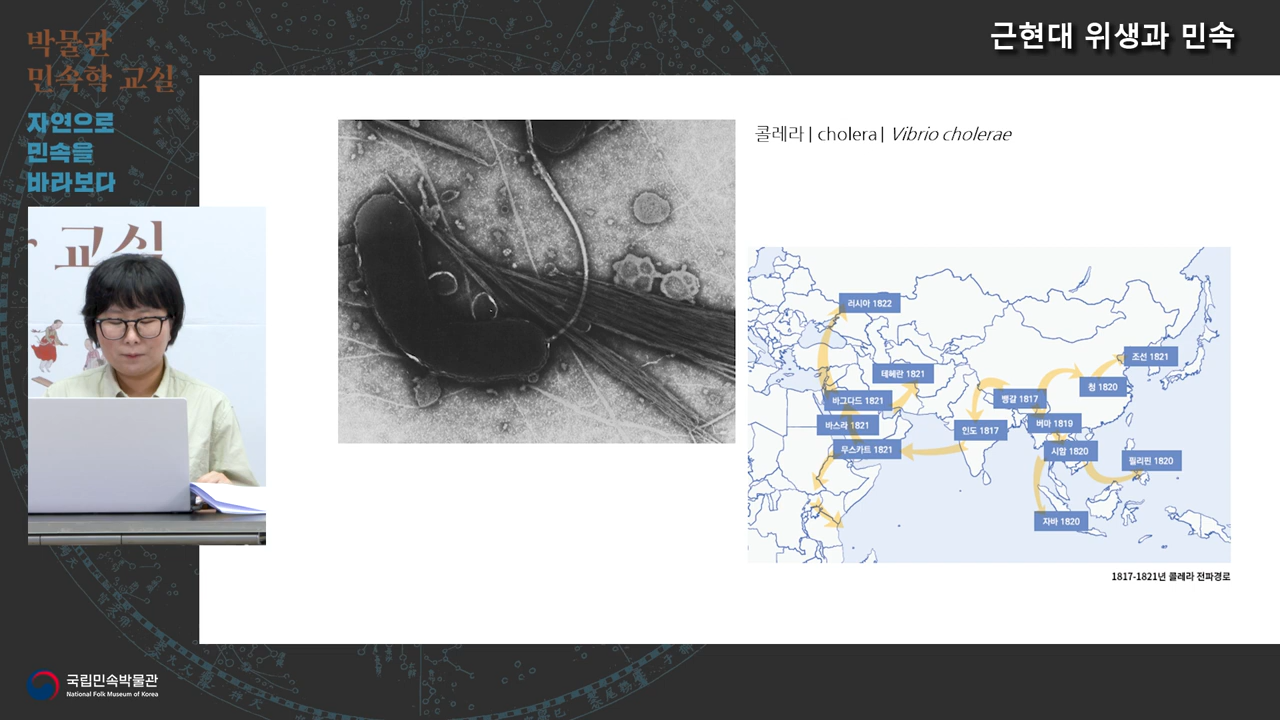 근현대 위생과 민속
박물관
민속학 교실
자연으로
민속을
바라보다
교실
콜레라 | cholera | Vibrio cholerae
러시아 1822
조선 1821
테헤란 1821
청 1820
바그다드 1821
벵갈 1817
바스라 1821
인도 1817
버마 1819
무스카트 1821
시암 1820
필리핀 1820
자바 1820
1817-1821년 콜레라 전파경로
국립민속박물관
National Folk Museum of Korea